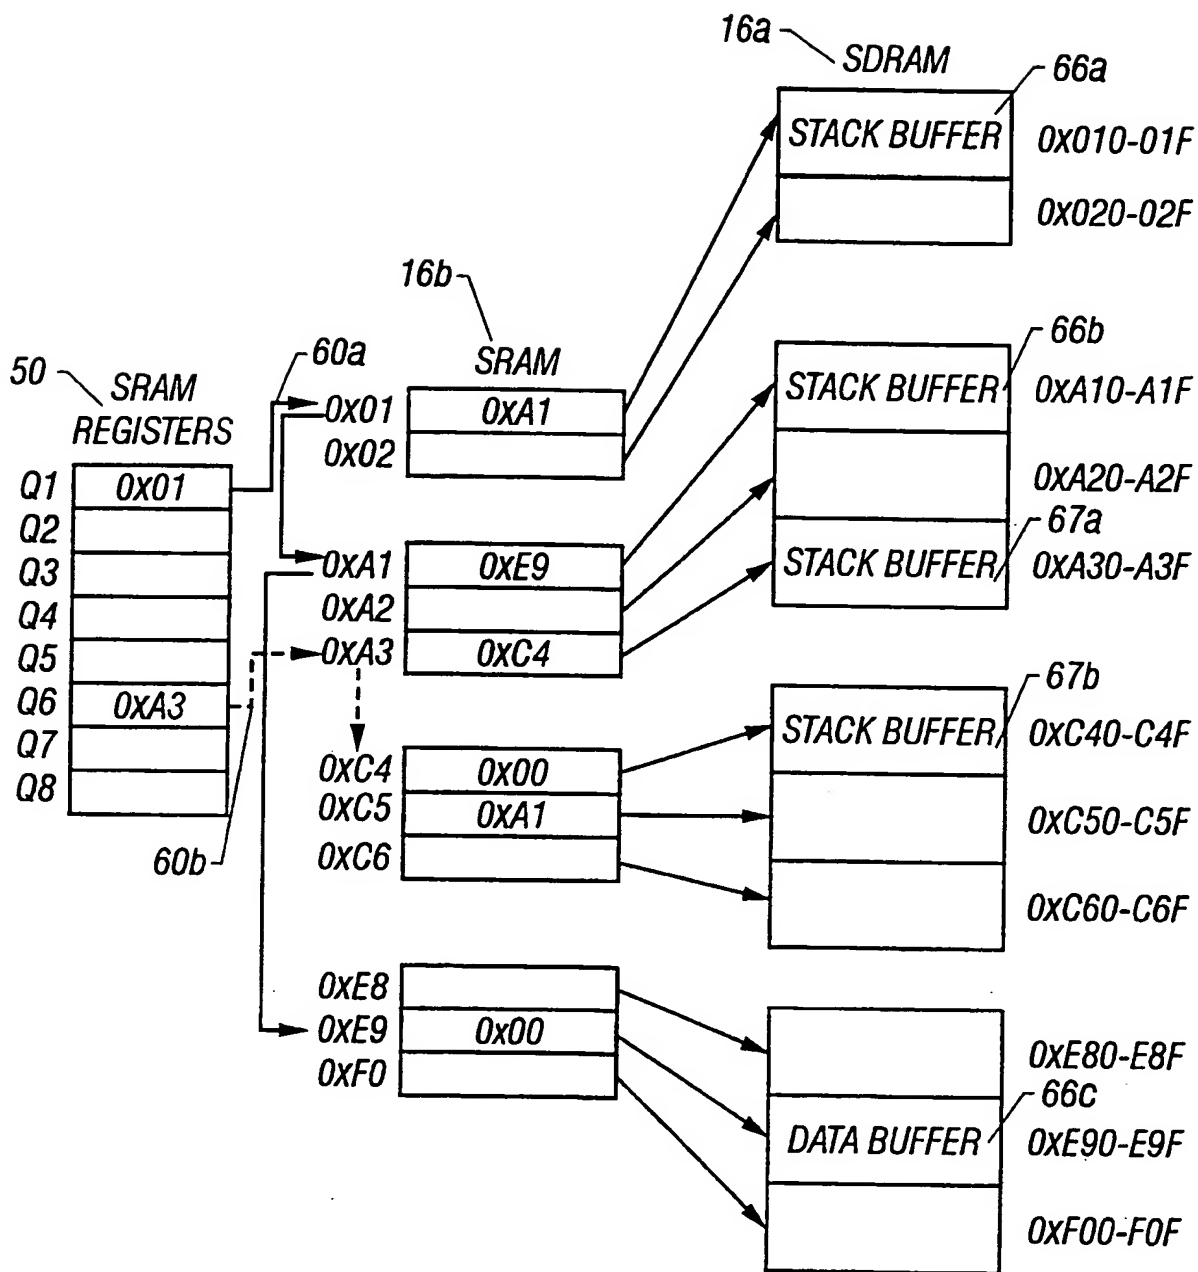 16a
SDRAM
66a
STACK BUFFER
0X010-01F
0X020-02F
16b
66b
50
SRAM
REGISTERS
60a
SRAM
STACK BUFFER
0XA10-A1F
0X01
0XA1
0X02
0XA20-A2F
67a
Q1
0X01
Q2
Q3
Q4
Q5
Q6
0XA3
Q7
Q8
0XA1
0XE9
0XA2
0XA3
0XC4
STACK BUFFER
0XA30-A3F
67b
STACK BUFFER
0XC40-C4F
0XC4
0X00
0XC5
0XA1
0XC6
0XC50-C5F
60b
0XC60-C6F
0XE8
0XE9
0X00
0XF0
0XE80-E8F
66c
DATA BUFFER
0XE90-E9F
0XF00-F0F